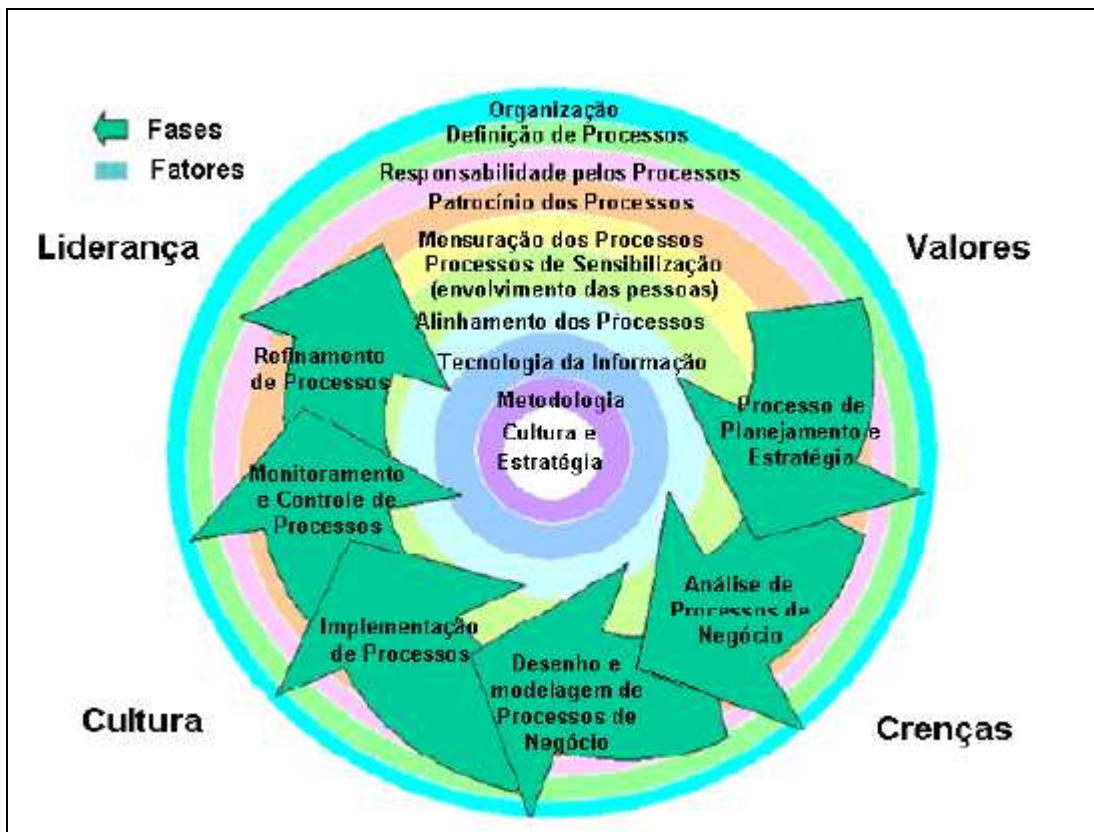 Fases
Fatores
Organização
Definição de Processos
Responsabilidade pelos Processos
Patrocínio dos Processos
Mensuração dos Processos
Processos de Sensibilização
(envolvimento das pessoas)
Alinhamento dos Processos
Tecnologia da Informação
Metodologia
Cultura e
Estratégia
Liderança
Valores
Cultura
Crenças
Processo de
Planejamento e
Estratégia
Análise de
Processos de
Negócio
Desenho e
modelagem de
Processos de
Negócio
Implementação
de Processos
Monitoramento
e Controle de
Processos
Refinamento
de Processos